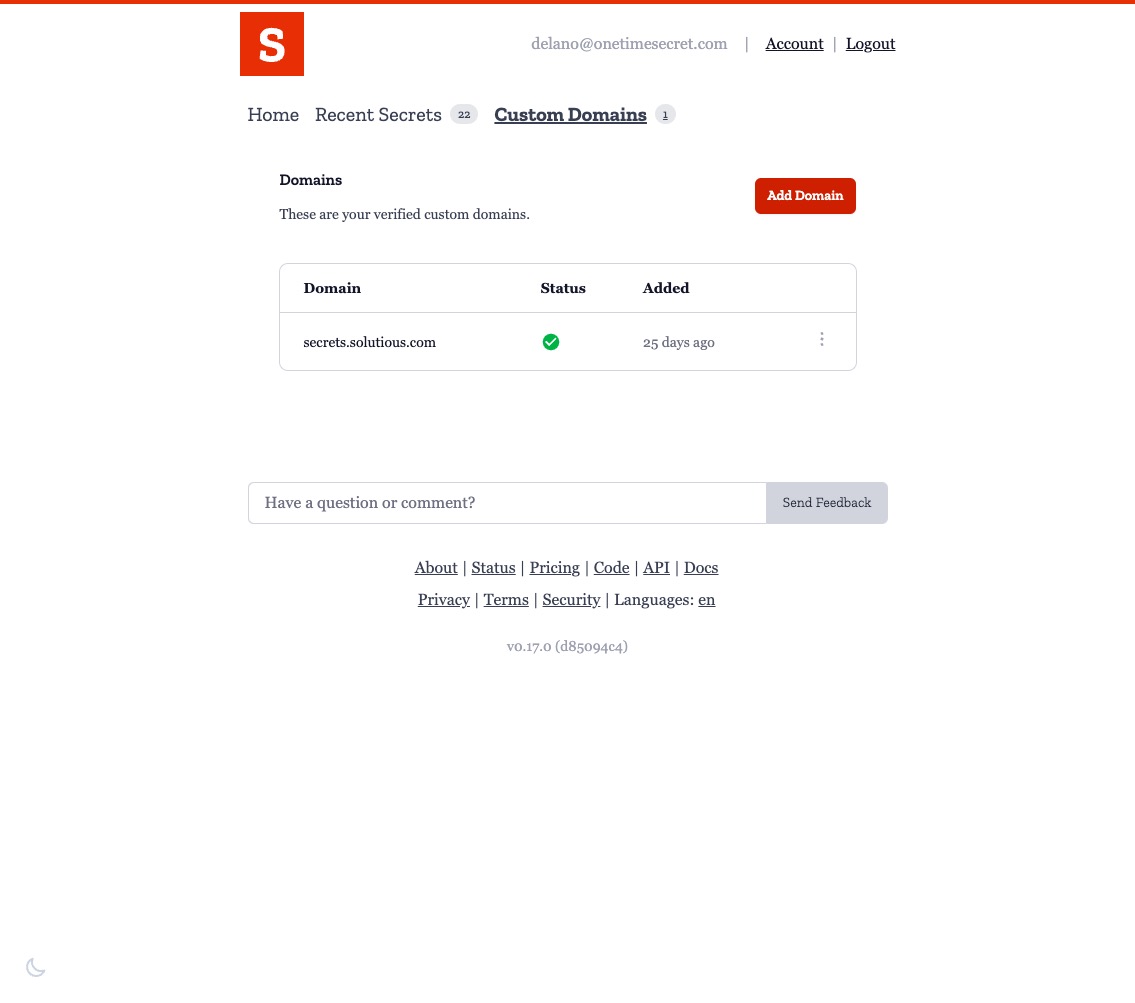 S
delano@onetimesecret.com | Account | Logout
Home Recent Secrets 22 Custom Domains 1
Domains
Add Domain
These are your verified custom domains.
Domain Status Added
secrets.solutious.com 25 days ago
Have a question or comment? Send Feedback
About | Status | Pricing | Code | API | Docs
Privacy | Terms | Security | Languages: en
v0.17.0 (d85094c4)